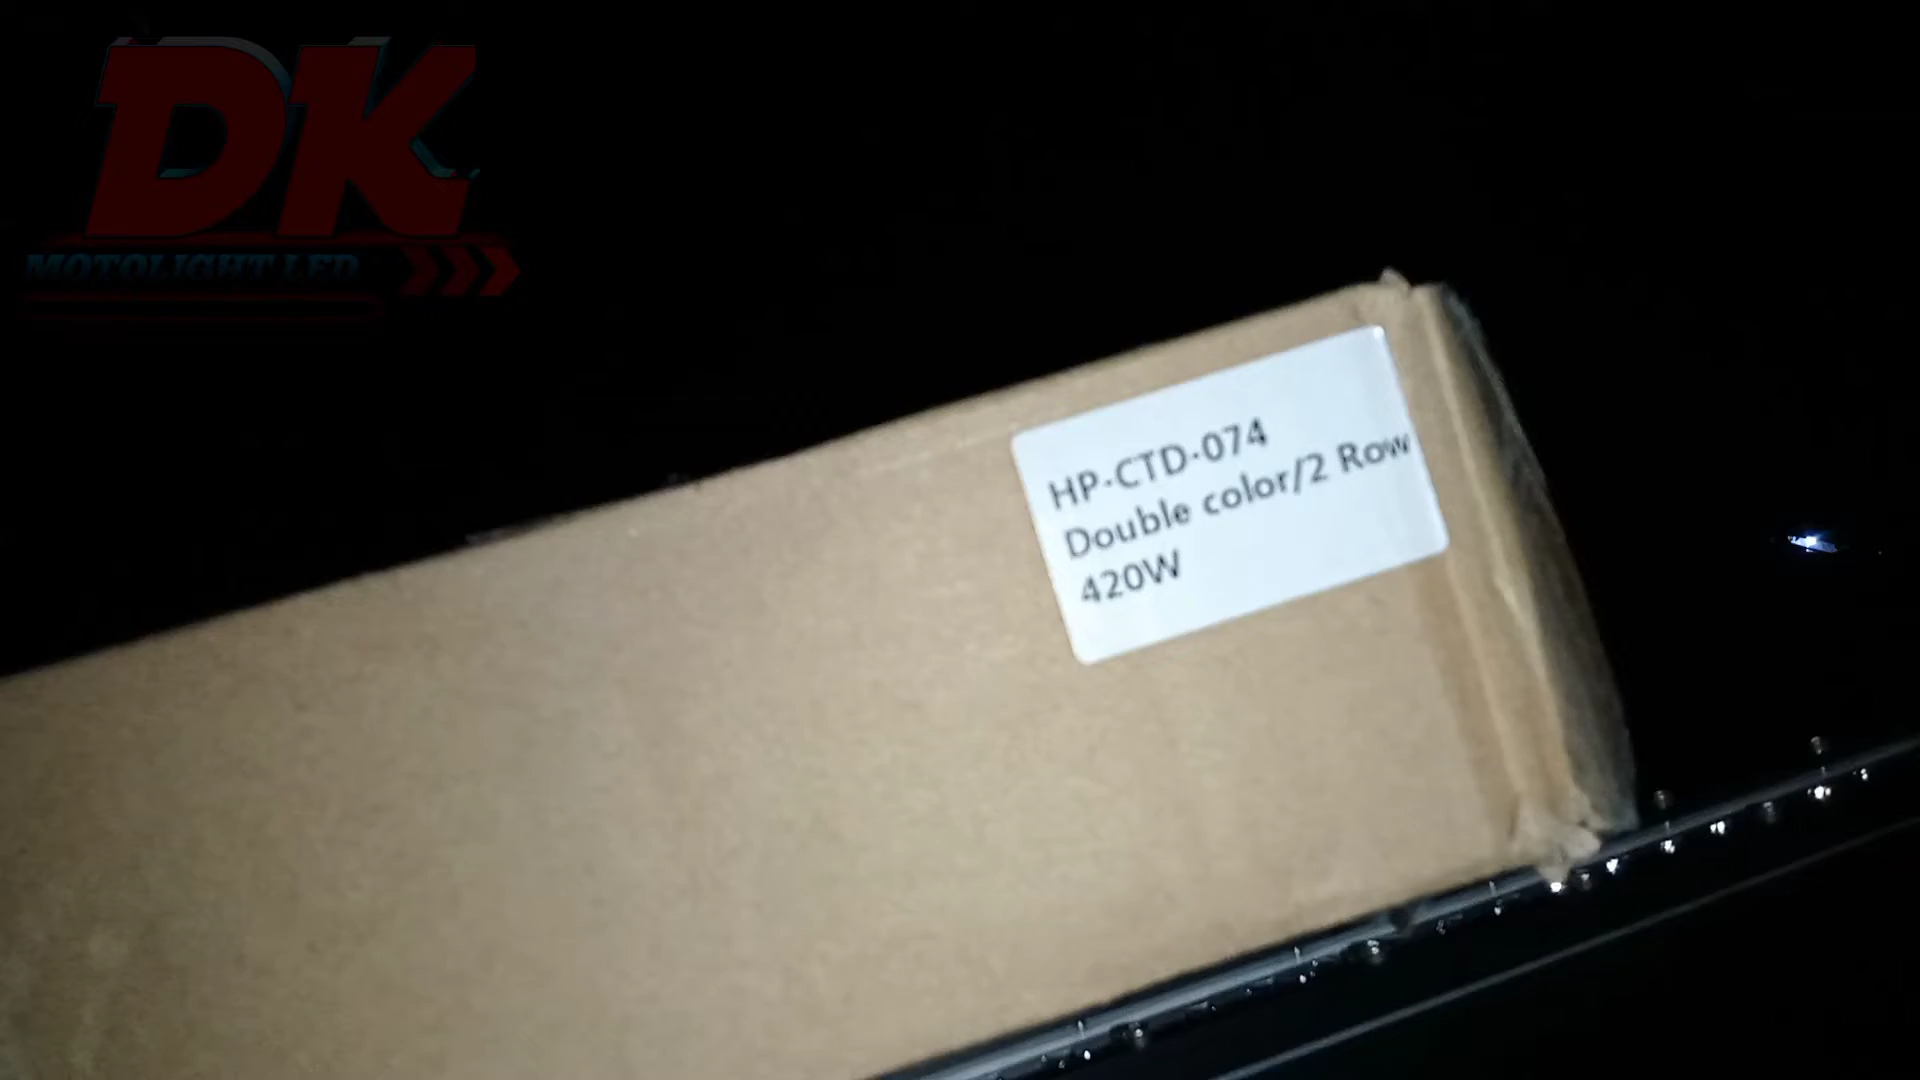 DK
MOTOLIGHT LED
HP-CTD-074
Double color/2 Row
420W